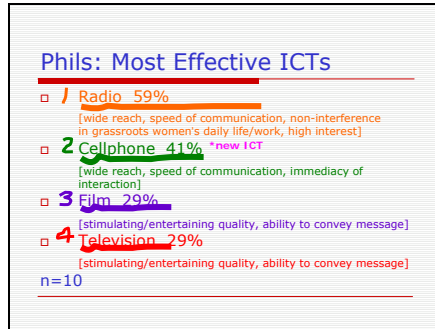 Phils: Most Effective ICTs
1 Radio 59%
[wide reach, speed of communication, non-interference
in grassroots women's daily life/work, high interest]
2 Cellphone 41% *new ICT
[wide reach, speed of communication, immediacy of
interaction]
3 Film 29%
[stimulating/entertaining quality, ability to convey message]
4 Television 29%
[stimulating/entertaining quality, ability to convey message]
n=10